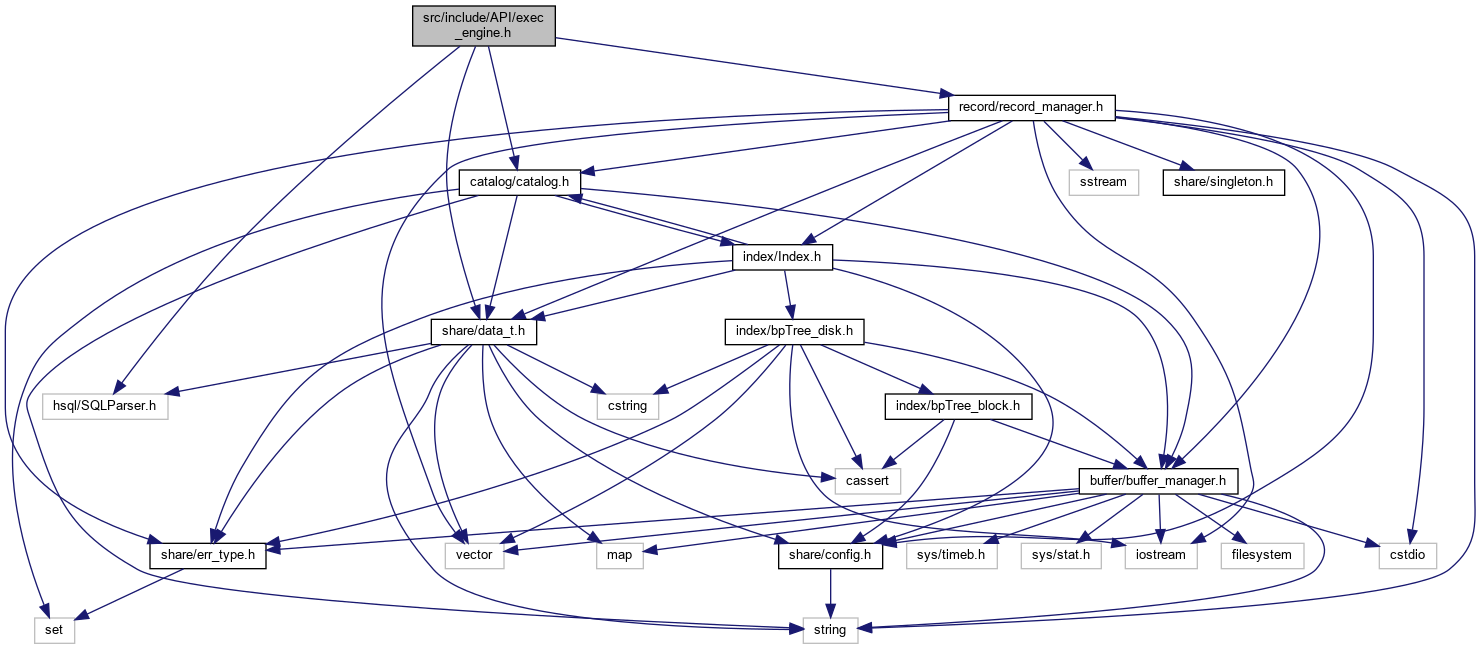 src/include/API/exec
_engine.h
record/record_manager.h
catalog/catalog.h
sstream
share/singleton.h
index/Index.h
share/data_t.h
index/bpTree_disk.h
hsql/SQLParser.h
cstring
index/bpTree_block.h
cassert
buffer/buffer_manager.h
share/err_type.h
vector
map
share/config.h
sys/timeb.h
sys/stat.h
iostream
filesystem
cstdio
set
string